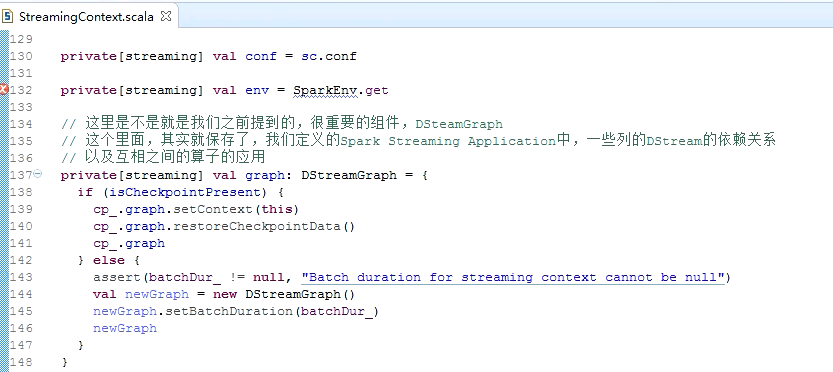 StreamingContext.scala
129
130 private[streaming] val conf = sc.conf
131
132 private[streaming] val env = SparkEnv.get
133
134 // 这里是不是就是我们之前提到的，很重要的组件，DSteamGraph
135 // 这个里面，其实就保存了，我们定义的Spark Streaming Application中，一些列的DStream的依赖关系
136 // 以及互相之间的算子的应用
137 private[streaming] val graph: DStreamGraph = {
138 if (isCheckpointPresent) {
139 cp_.graph.setContext(this)
140 cp_.graph.restoreCheckpointData()
141 cp_.graph
142 } else {
143 assert(batchDur_ != null, "Batch duration for streaming context cannot be null")
144 val newGraph = new DStreamGraph()
145 newGraph.setBatchDuration(batchDur_)
146 newGraph
147 }
148 }